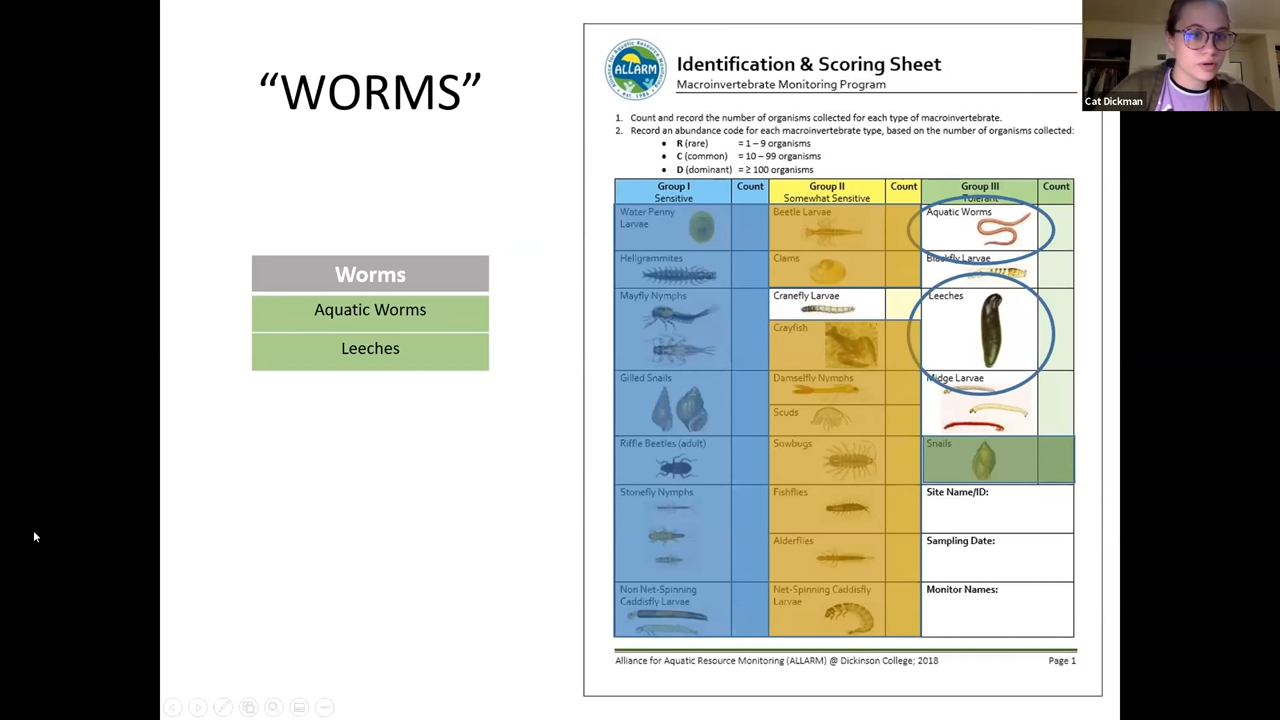 “WORMS”
Worms
Aquatic Worms
Leeches
ALLARM
Identification & Scoring Sheet
Macroinvertebrate Monitoring Program
1. Count and record the number of organisms collected for each type of macroinvertebrate.
2. Record an abundance code for each macroinvertebrate type, based on the number of organisms collected:
• R (rare) = 1 – 9 organisms
• C (common) = 10 – 99 organisms
• D (dominant) = ≥ 100 organisms
Group I Count Group II Count Group III Count
Sensitive Somewhat Sensitive Tolerant
Water Penny Beetle Larvae Aquatic Worms
Larvae
Hellgrammites Clams Blackfly Larvae
Mayfly Nymphs Cranefly Larvae Leeches
Crayfish
Gilled Snails Damselfly Nymphs Midge Larvae
Scuds
Riffle Beetles (adult) Sowbugs Snails
Stonefly Nymphs Fishflies Site Name/ID:
Alderflies Sampling Date:
Non Net-Spinning Net-Spinning Caddisfly Monitor Names:
Caddisfly Larvae Larvae
Alliance for Aquatic Resource Monitoring (ALLARM) @ Dickinson College; 2018 Page 1
Cat Dickman